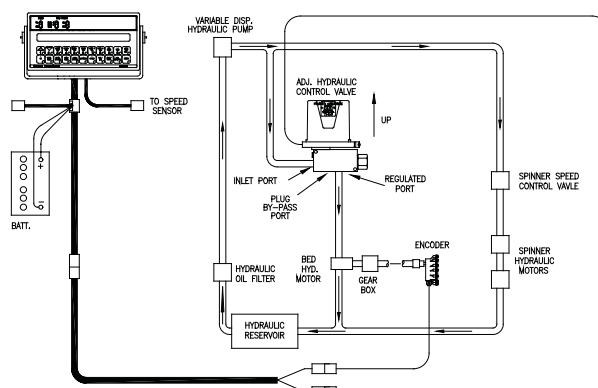 VARIABLE DISP.
HYDRAULIC PUMP
ADJ. HYDRAULIC
CONTROL VALVE
UP
TO SPEED
SENSOR
+
−
BATT.
INLET PORT
PLUG
BY-PASS
PORT
REGULATED
PORT
SPINNER SPEED
CONTROL VAVLE
ENCODER
SPINNER
HYDRAULIC
MOTORS
HYDRAULIC
OIL FILTER
BED
HYD.
MOTOR
GEAR
BOX
HYDRAULIC
RESERVOIR